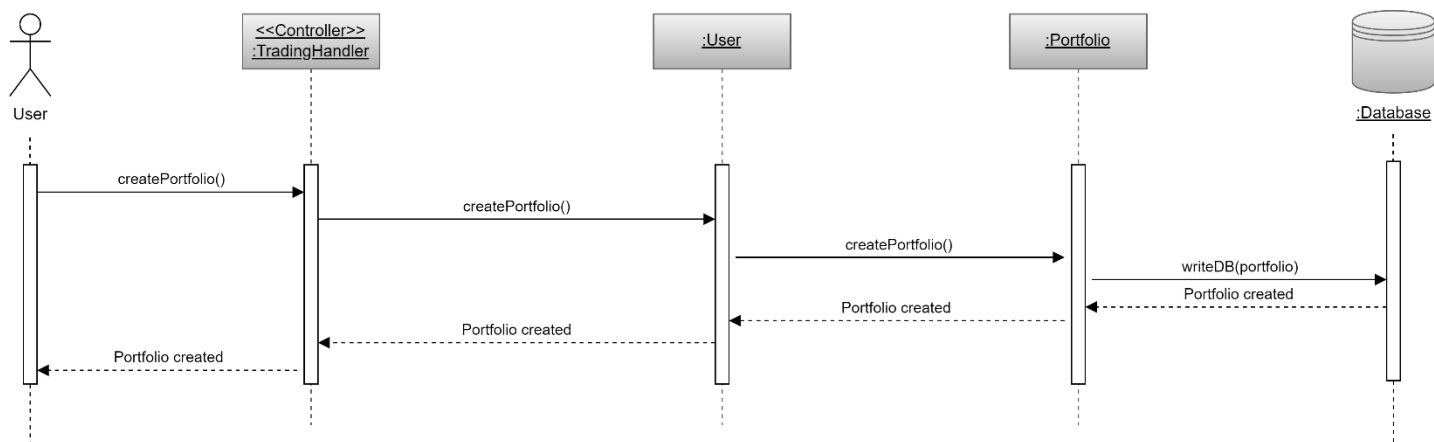 <<Controller>>
:TradingHandler
:User
:Portfolio
User
:Database
createPortfolio()
createPortfolio()
createPortfolio()
writeDB(portfolio)
Portfolio created
Portfolio created
Portfolio created
Portfolio created